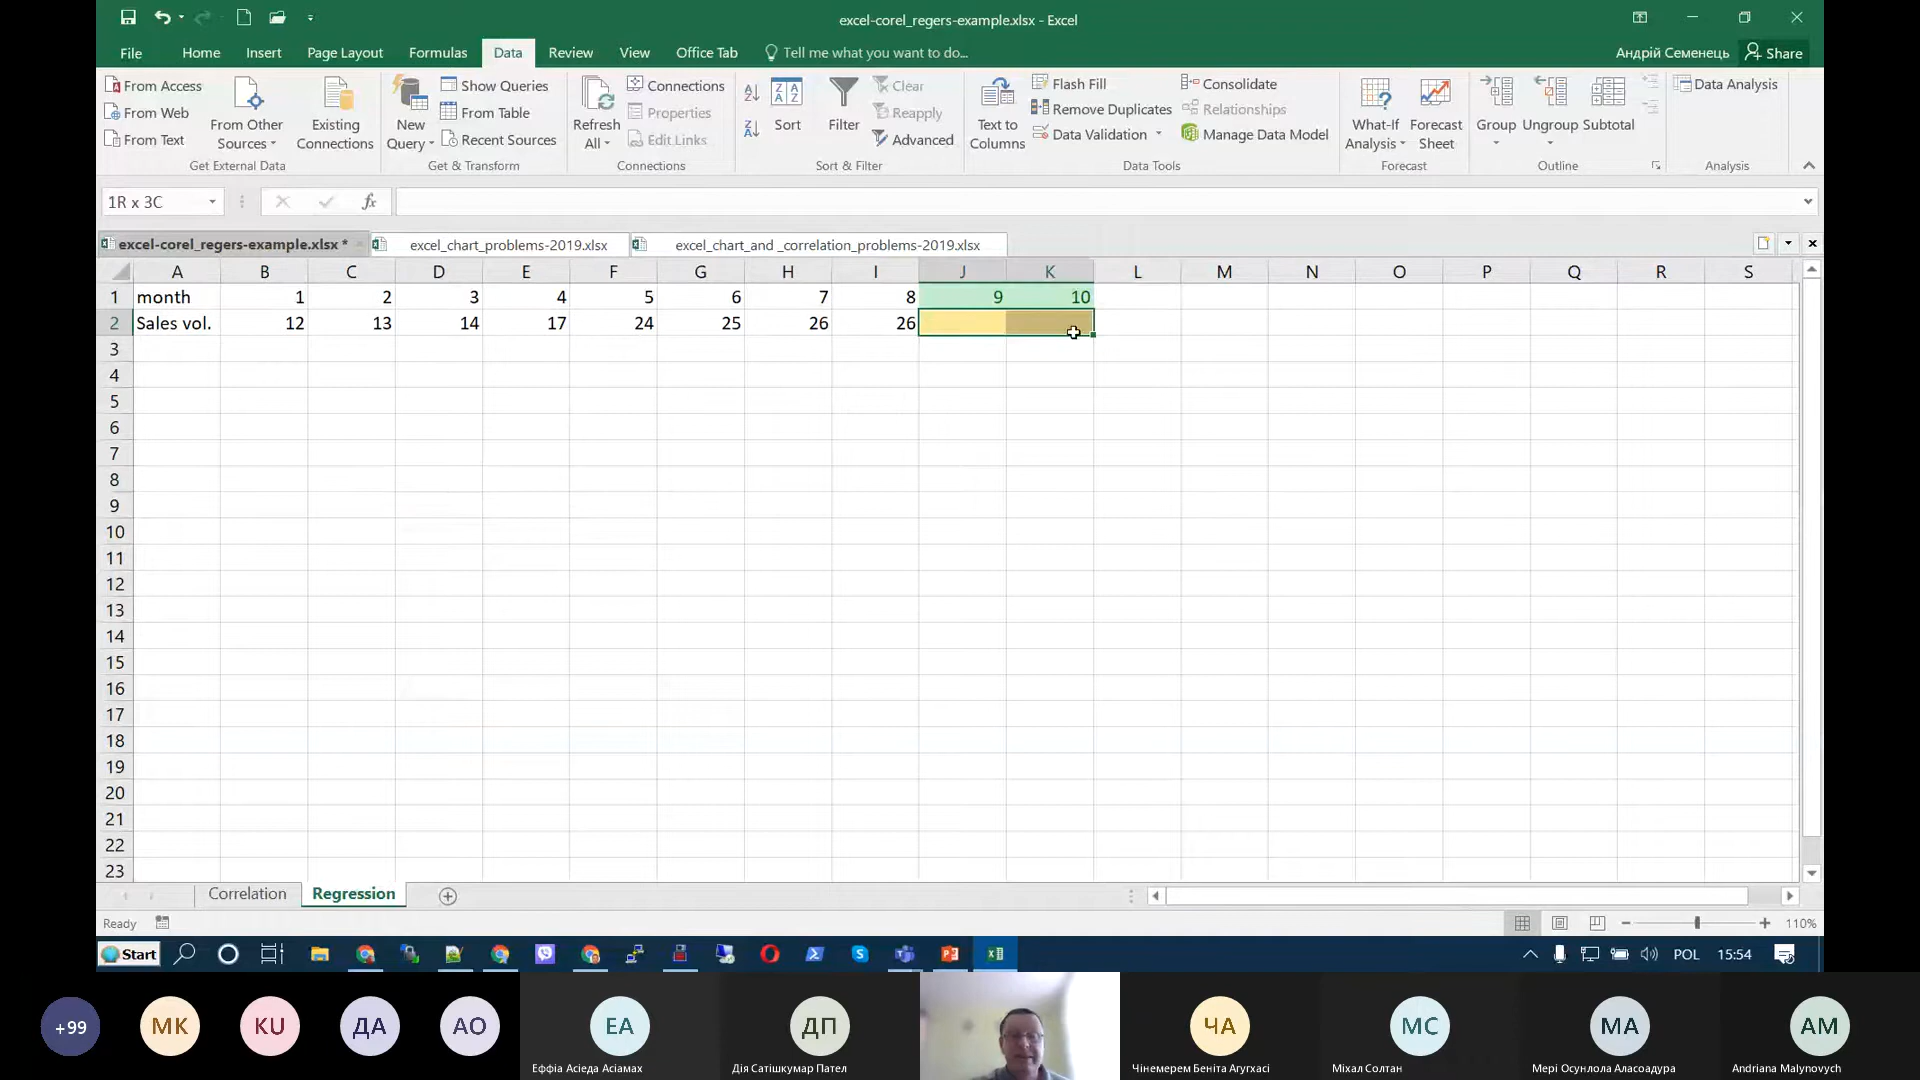 excel-corel_regers-example.xlsx - Excel
File Home Insert Page Layout Formulas Data Review View Office Tab Tell me what you want to do... Андрій Семенець Share
From Access
From Web
From Text
From Other Sources
Existing Connections
Get External Data
New Query
Show Queries
From Table
Recent Sources
Get & Transform
Refresh All
Connections
Properties
Edit Links
Connections
Sort
Filter
Clear
Reapply
Advanced
Sort & Filter
Text to Columns
Flash Fill
Remove Duplicates
Data Validation
Consolidate
Relationships
Manage Data Model
Data Tools
What-If Analysis
Forecast Sheet
Forecast
Group
Ungroup
Subtotal
Outline
Data Analysis
Analysis
1R x 3C fx
excel-corel_regers-example.xlsx * excel_chart_problems-2019.xlsx excel_chart_and _correlation_problems-2019.xlsx
A B C D E F G H I J K L M N O P Q R S
1 month 1 2 3 4 5 6 7 8 9 10
2 Sales vol. 12 13 14 17 24 25 26 26
3
4
5
6
7
8
9
10
11
12
13
14
15
16
17
18
19
20
21
22
23
Correlation Regression
Ready 110%
Start POL 15:54
+99 МК KU ДА АО ЕА ДП ЧА МС МА АМ
Еффіа Асієда Асіамах Дія Сатішкумар Пател Чінемерем Беніта Агугхасі Міхал Солтан Мері Осунлола Аласоадура Andriana Malynovych